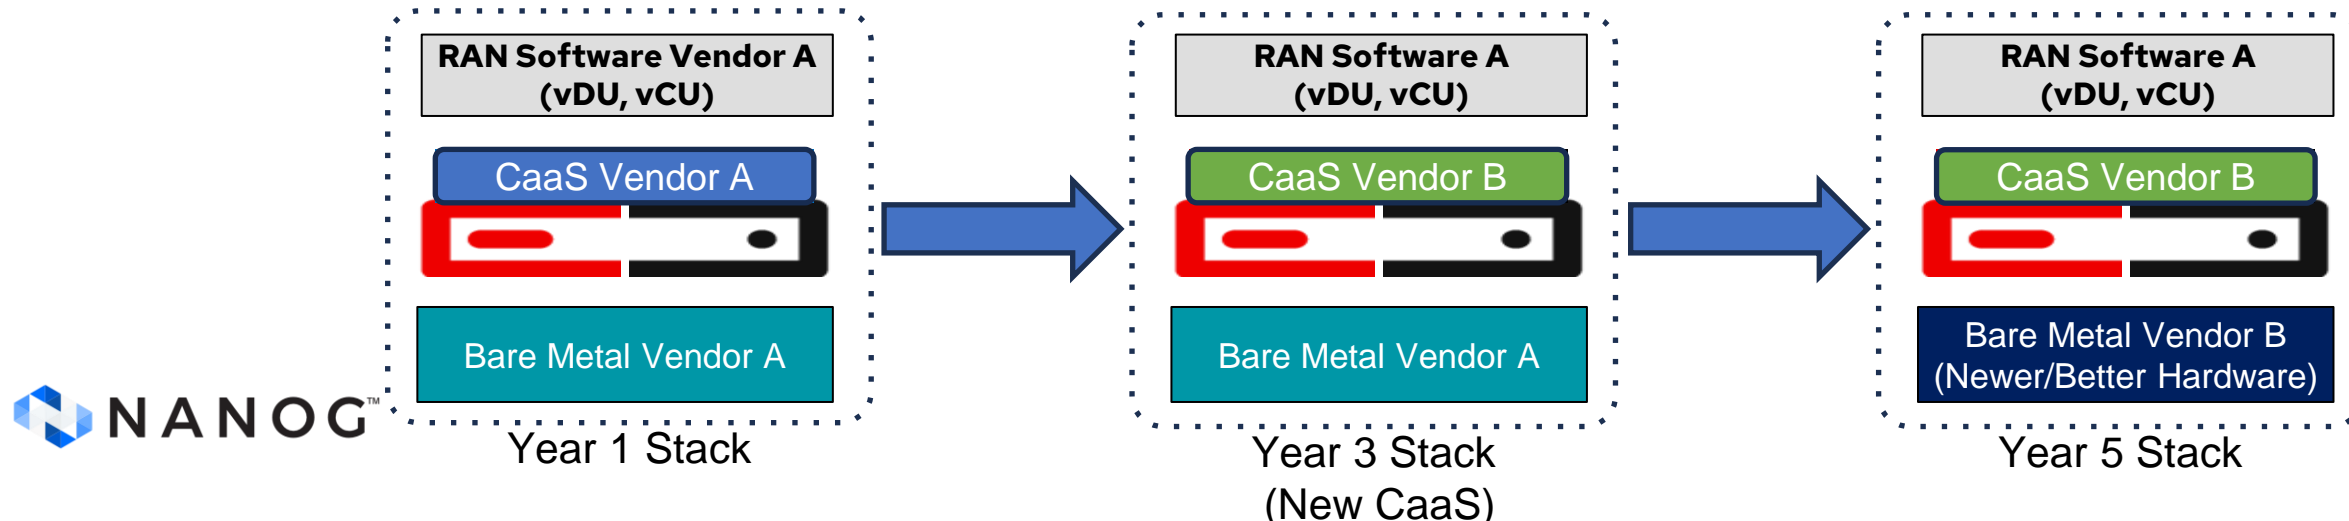 RAN Software Vendor A
(vDU, vCU)
CaaS Vendor A
Bare Metal Vendor A
Year 1 Stack
RAN Software A
(vDU, vCU)
CaaS Vendor B
Bare Metal Vendor A
Year 3 Stack
(New CaaS)
RAN Software A
(vDU, vCU)
CaaS Vendor B
Bare Metal Vendor B
(Newer/Better Hardware)
Year 5 Stack
NANOG™